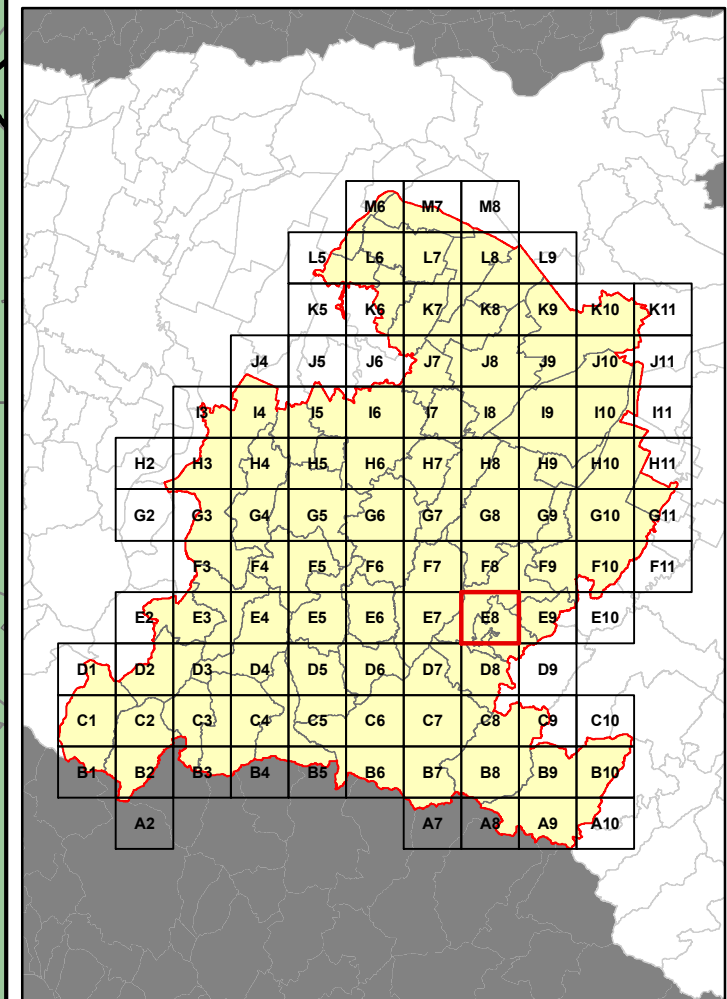 M6 M7 M8
L5 L6 L7 L8 L9
K5 K6 K7 K8 K9 K10 K11
J4 J5 J6 J7 J8 J9 J10 J11
I3 I4 I5 I6 I7 I8 I9 I10 I11
H2 H3 H4 H5 H6 H7 H8 H9 H10 H11
G2 G3 G4 G5 G6 G7 G8 G9 G10 G11
F3 F4 F5 F6 F7 F8 F9 F10 F11
E2 E3 E4 E5 E6 E7 E8 E9 E10
D1 D2 D3 D4 D5 D6 D7 D8 D9
C1 C2 C3 C4 C5 C6 C7 C8 C9 C10
B1 B2 B3 B4 B5 B6 B7 B8 B9 B10
A2 A7 A8 A9 A10